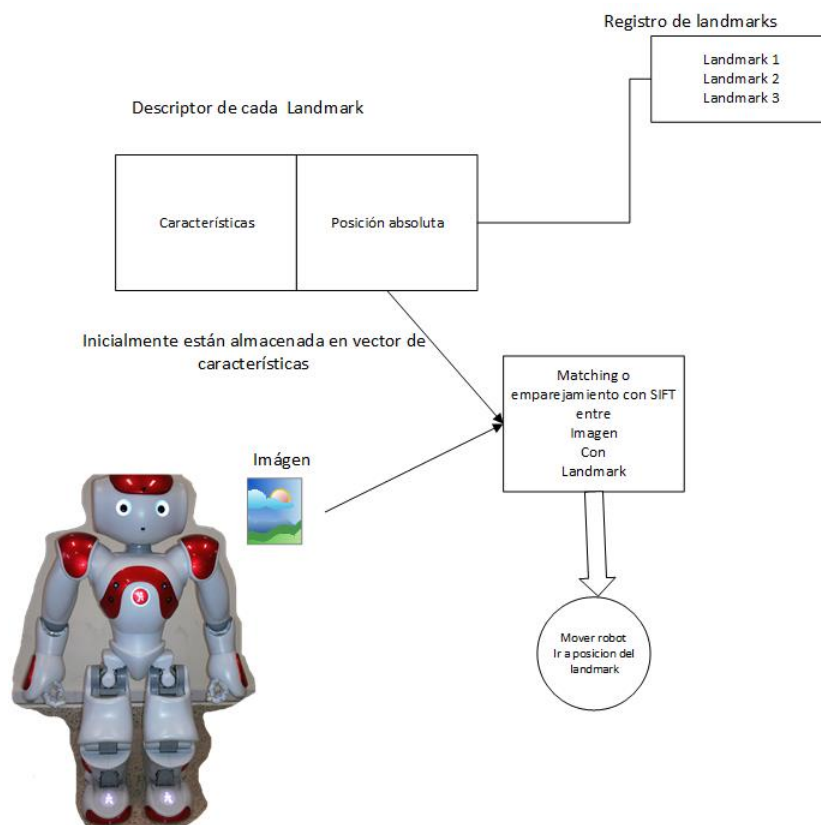 Registro de landmarks
Landmark 1
Landmark 2
Landmark 3
Descriptor de cada Landmark
Características
Posición absoluta
Inicialmente están almacenada en vector de
características
Matching o
emparejamiento con SIFT
entre
Imagen
Con
Landmark
Imágen
Mover robot
Ir a posicion del
landmark